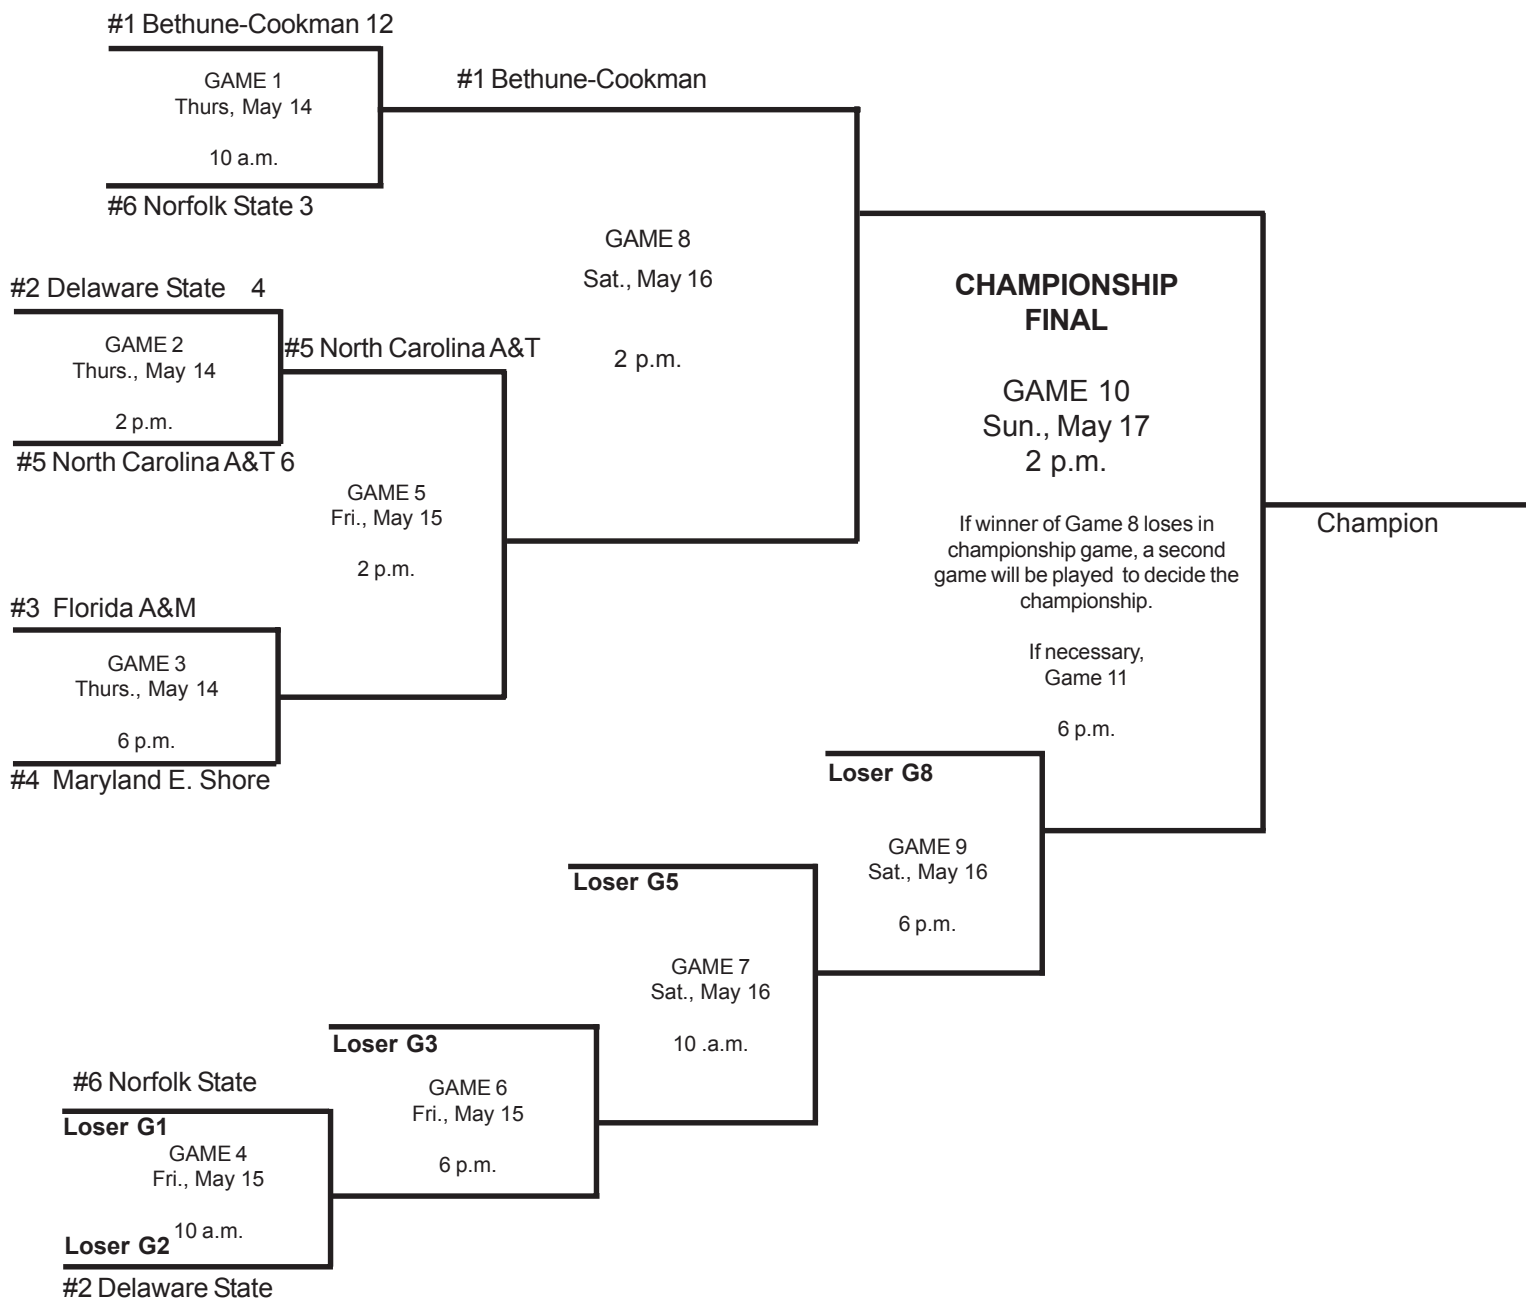 #1 Bethune-Cookman 12
GAME 1
Thurs, May 14
10 a.m.
#6 Norfolk State 3
#1 Bethune-Cookman
#2 Delaware State 4
GAME 2
Thurs., May 14
2 p.m.
#5 North Carolina A&T 6
#5 North Carolina A&T
GAME 5
Fri., May 15
2 p.m.
#3 Florida A&M
GAME 3
Thurs., May 14
6 p.m.
#4 Maryland E. Shore
GAME 8
Sat., May 16
2 p.m.
CHAMPIONSHIP
FINAL
GAME 10
Sun., May 17
2 p.m.
If winner of Game 8 loses in
championship game, a second
game will be played to decide the
championship.
If necessary,
Game 11
6 p.m.
Champion
Loser G8
GAME 9
Sat., May 16
6 p.m.
Loser G5
GAME 7
Sat., May 16
10 .a.m.
Loser G3
GAME 6
Fri., May 15
6 p.m.
#6 Norfolk State
Loser G1
GAME 4
Fri., May 15
10 a.m.
Loser G2
#2 Delaware State